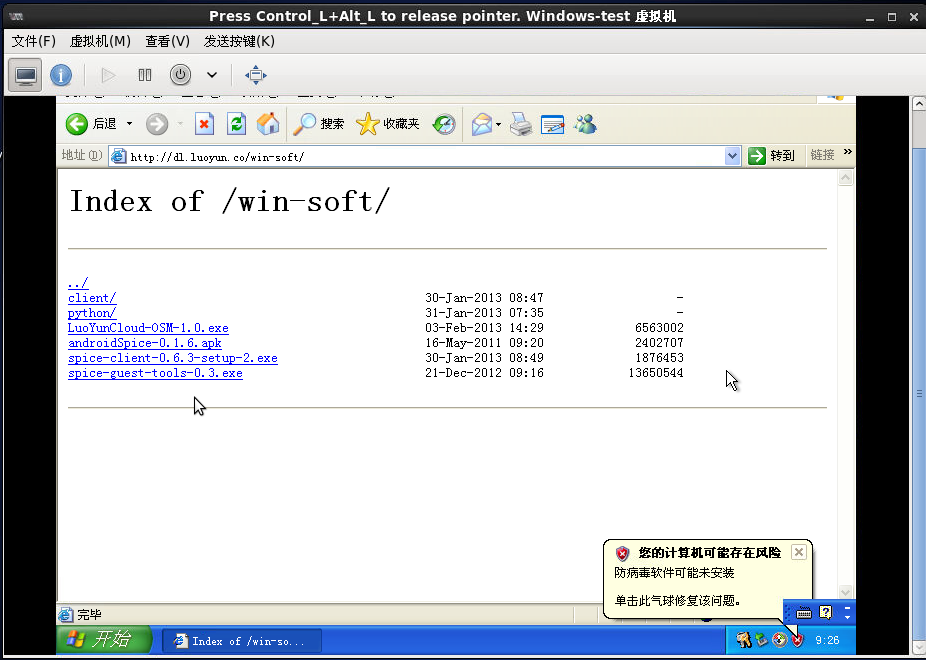 Press Control_L+Alt_L to release pointer. Windows-test 虚拟机
文件(F) 虚拟机(M) 查看(V) 发送按键(K)
后退 搜索 收藏夹
地址(D) http://dl.luoyun.co/win-soft/ 转到 链接 »
Index of /win-soft/
../
client/ 30-Jan-2013 08:47 -
python/ 31-Jan-2013 07:35 -
LuoYunCloud-OSM-1.0.exe 03-Feb-2013 14:29 6563002
androidSpice-0.1.6.apk 16-May-2011 09:20 2402707
spice-client-0.6.3-setup-2.exe 30-Jan-2013 08:49 1876453
spice-guest-tools-0.3.exe 21-Dec-2012 09:16 13650544
您的计算机可能存在风险
防病毒软件可能未安装
单击此气球修复该问题。
完毕
开始 Index of /win-so... 9:26